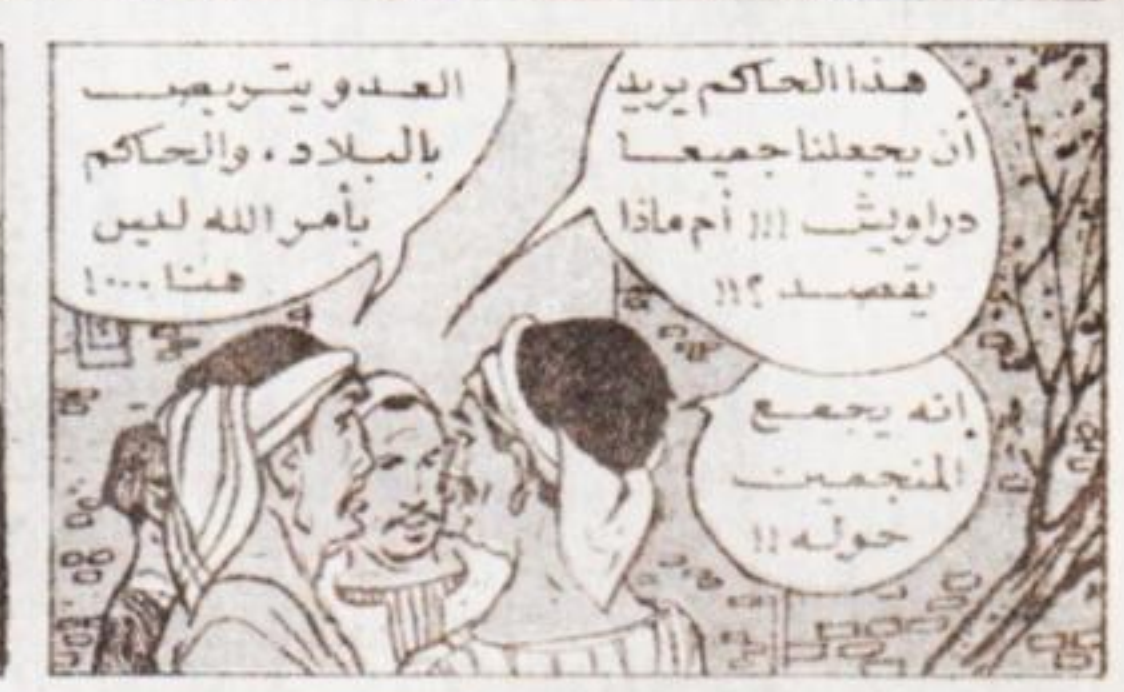 هذا الحاكم يريد
أن يجعلنا جميعا
دراويش !!! أم ماذا
يقصد ؟!!
انه يجمع
المنجمين
حوله !!
العدو يتربص
بالبلاد ، والحاكم
بأمر الله ليس
هنا ...!